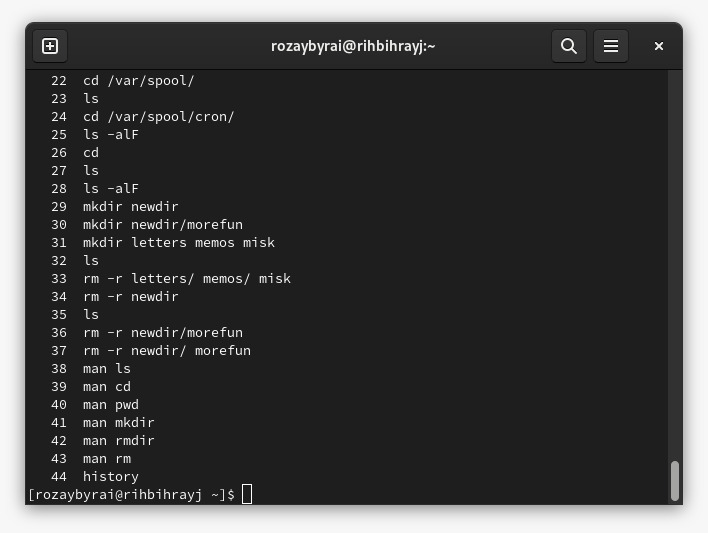 rozaybyrai@rihbihrayj:~
22 cd /var/spool/
23 ls
24 cd /var/spool/cron/
25 ls -alF
26 cd
27 ls
28 ls -alF
29 mkdir newdir
30 mkdir newdir/morefun
31 mkdir letters memos misk
32 ls
33 rm -r letters/ memos/ misk
34 rm -r newdir
35 ls
36 rm -r newdir/morefun
37 rm -r newdir/ morefun
38 man ls
39 man cd
40 man pwd
41 man mkdir
42 man rmdir
43 man rm
44 history
[rozaybyrai@rihbihrayj ~]$